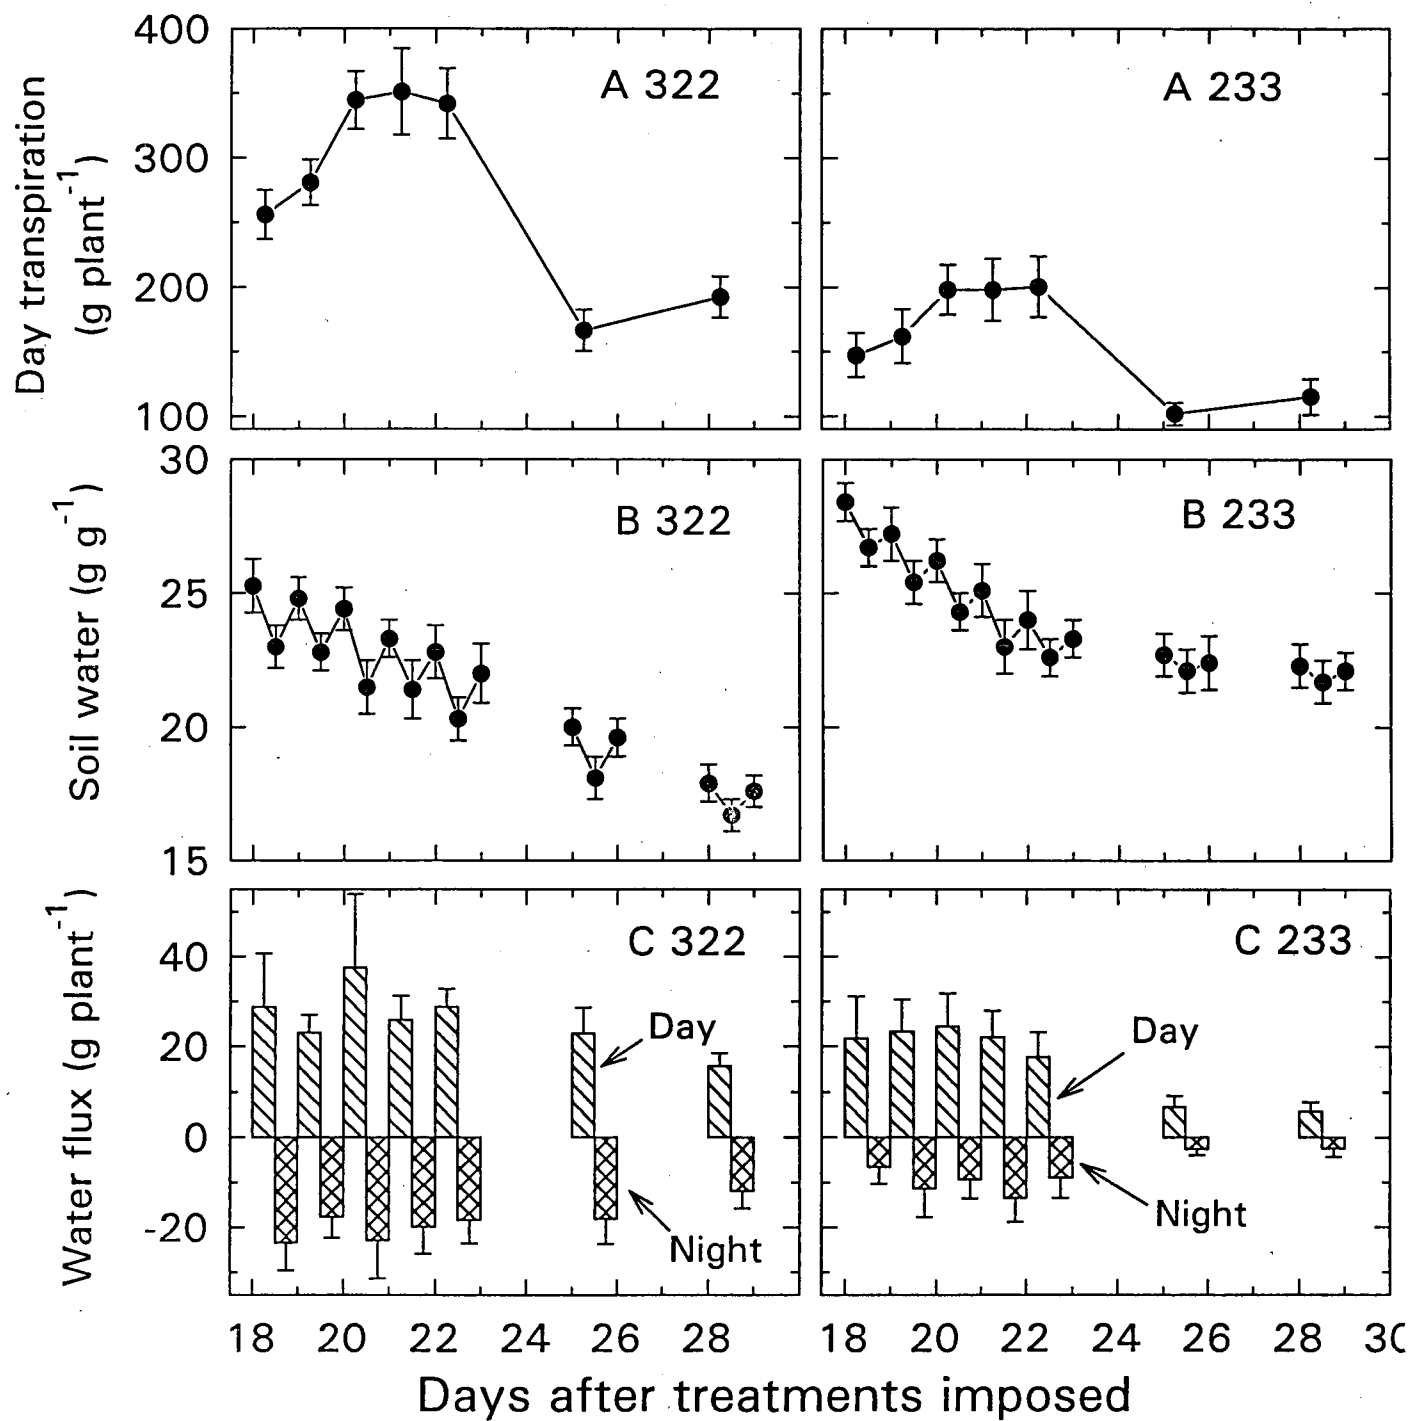 400
300
200
100
Day transpiration
(g plant⁻¹)
A 322
A 233
30
25
20
15
Soil water (g g⁻¹)
B 322
B 233
40
20
0
-20
Water flux (g plant⁻¹)
C 322
Day
Night
C 233
Day
Night
18 20 22 24 26 28 18 20 22 24 26 28 30
Days after treatments imposed